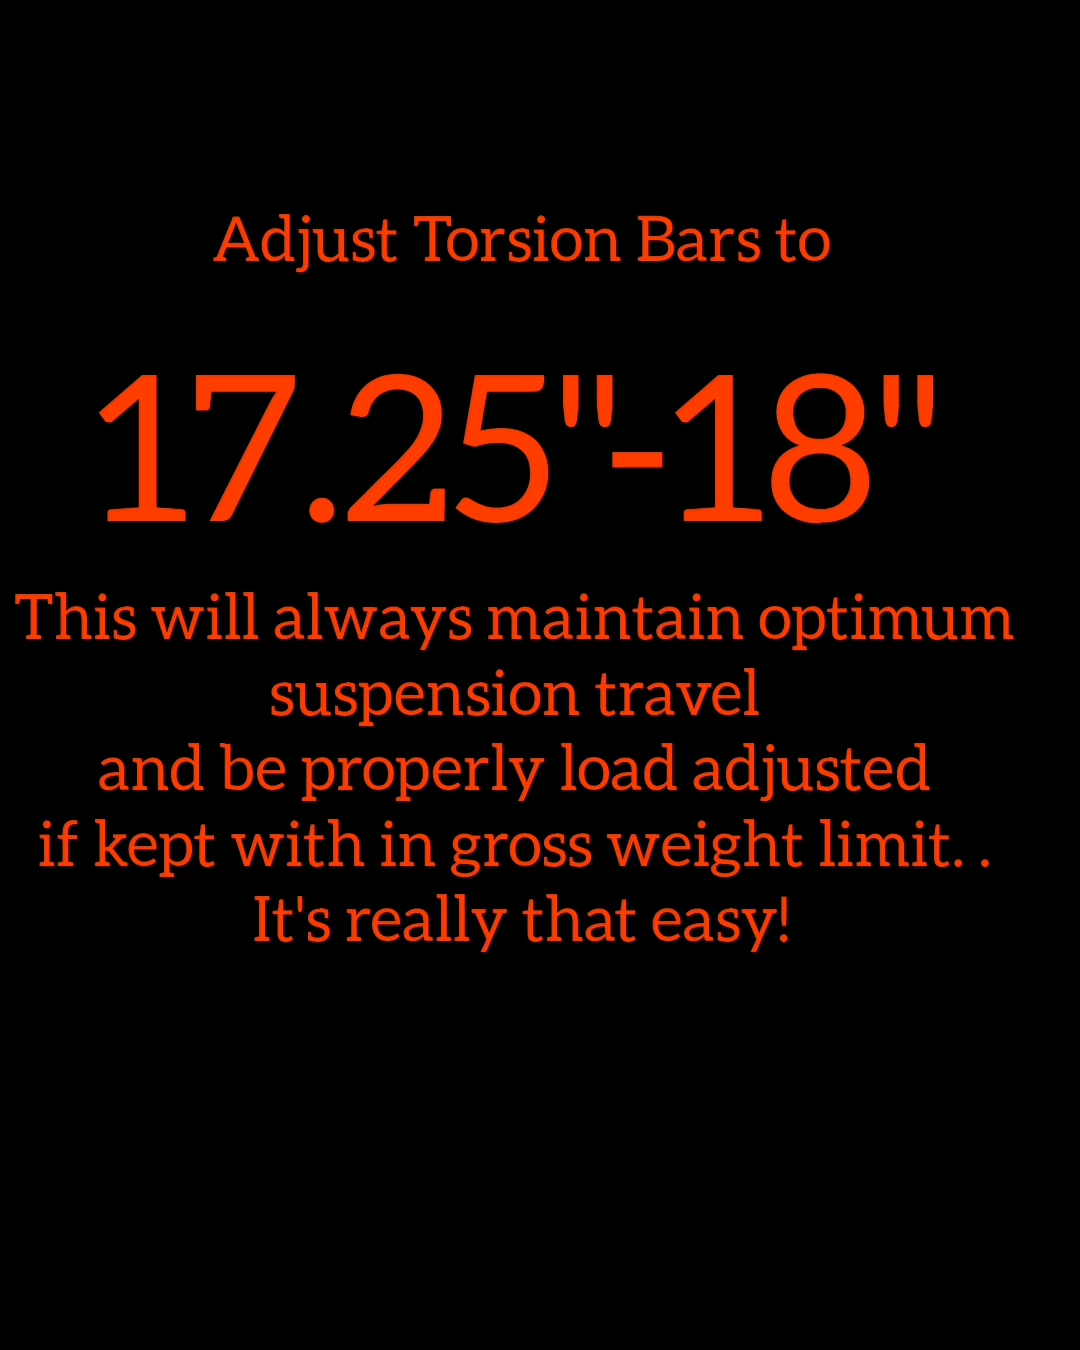 Adjust Torsion Bars to
17.25"-18"
This will always maintain optimum
suspension travel
and be properly load adjusted
if kept with in gross weight limit. .
It's really that easy!